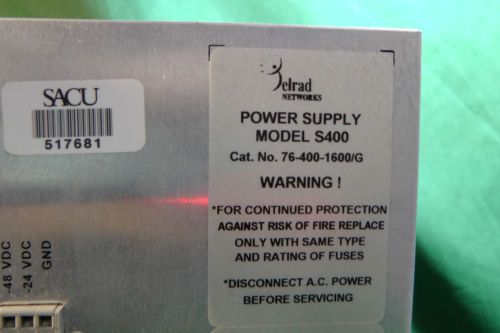 SACU
517681
Telrad
NETWORKS
POWER SUPPLY
MODEL S400
Cat. No. 76-400-1600/G
WARNING !
*FOR CONTINUED PROTECTION
AGAINST RISK OF FIRE REPLACE
ONLY WITH SAME TYPE
AND RATING OF FUSES
*DISCONNECT A.C. POWER
BEFORE SERVICING
-48 VDC
-24 VDC
GND